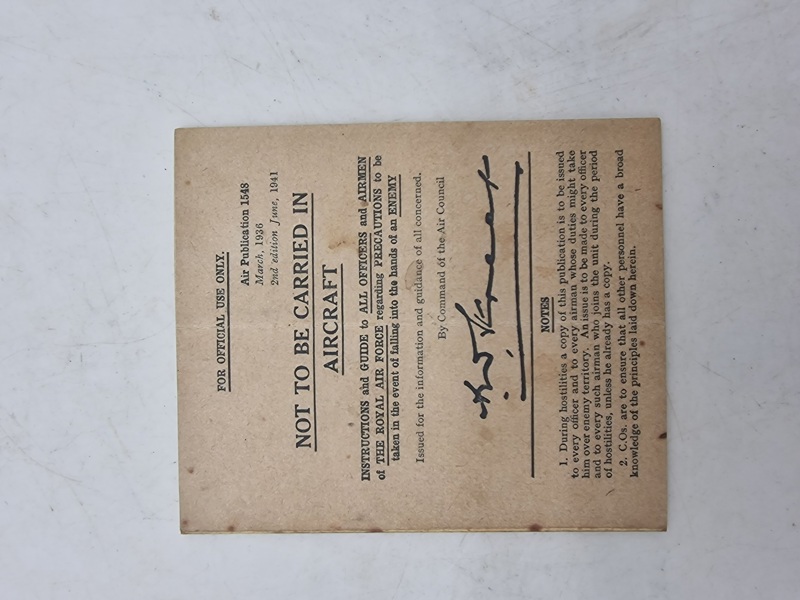 FOR OFFICIAL USE ONLY.
Air Publication 1548
March, 1936
2nd edition June, 1941
NOT TO BE CARRIED IN
AIRCRAFT
INSTRUCTIONS and GUIDE to ALL OFFICERS and AIRMEN
of THE ROYAL AIR FORCE regarding PRECAUTIONS to be
taken in the event of falling into the hands of an ENEMY
Issued for the information and guidance of all concerned.
By Command of the Air Council
NOTES
1. During hostilities a copy of this publication is to be issued
to every officer and to every airman whose duties might take
him over enemy territory. An issue is to be made to every officer
and to every such airman who joins the unit during the period
of hostilities, unless he already has a copy.
2. C.Os. are to ensure that all other personnel have a broad
knowledge of the principles laid down herein.